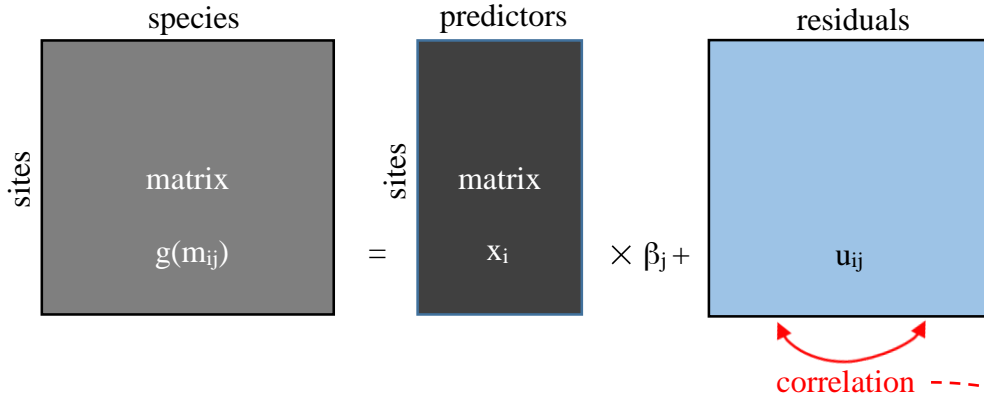 species
predictors
residuals
sites
matrix
g(mij)
=
sites
matrix
xi
× βj +
uij
correlation